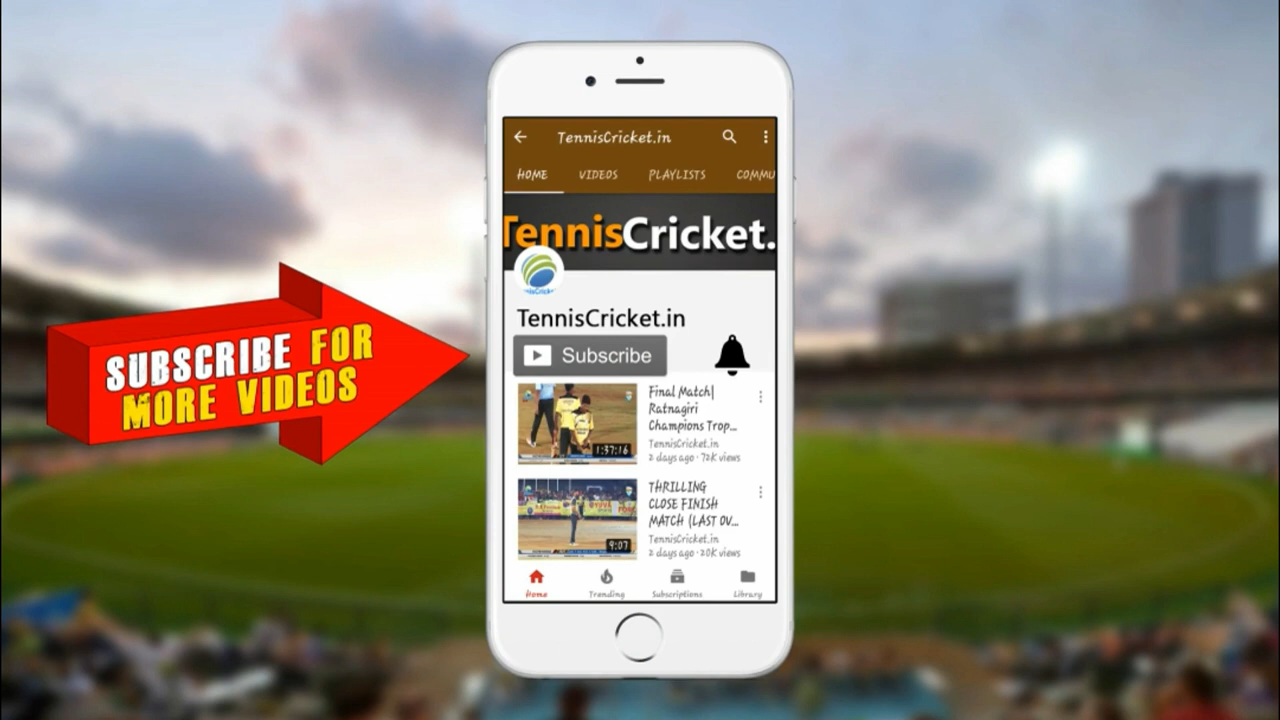 SUBSCRIBE FOR
MORE VIDEOS
TennisCricket.in
HOME VIDEOS PLAYLISTS COMMU
TennisCricket.
TennisCricket.in
Subscribe
Final Match|
Ratnagiri
Champions Trop...
TennisCricket.in
2 days ago · 72K views
1:37:16
THRILLING
CLOSE FINISH
MATCH (LAST OV...
TennisCricket.in
2 days ago · 20K views
9:07
Home Trending Subscriptions Library